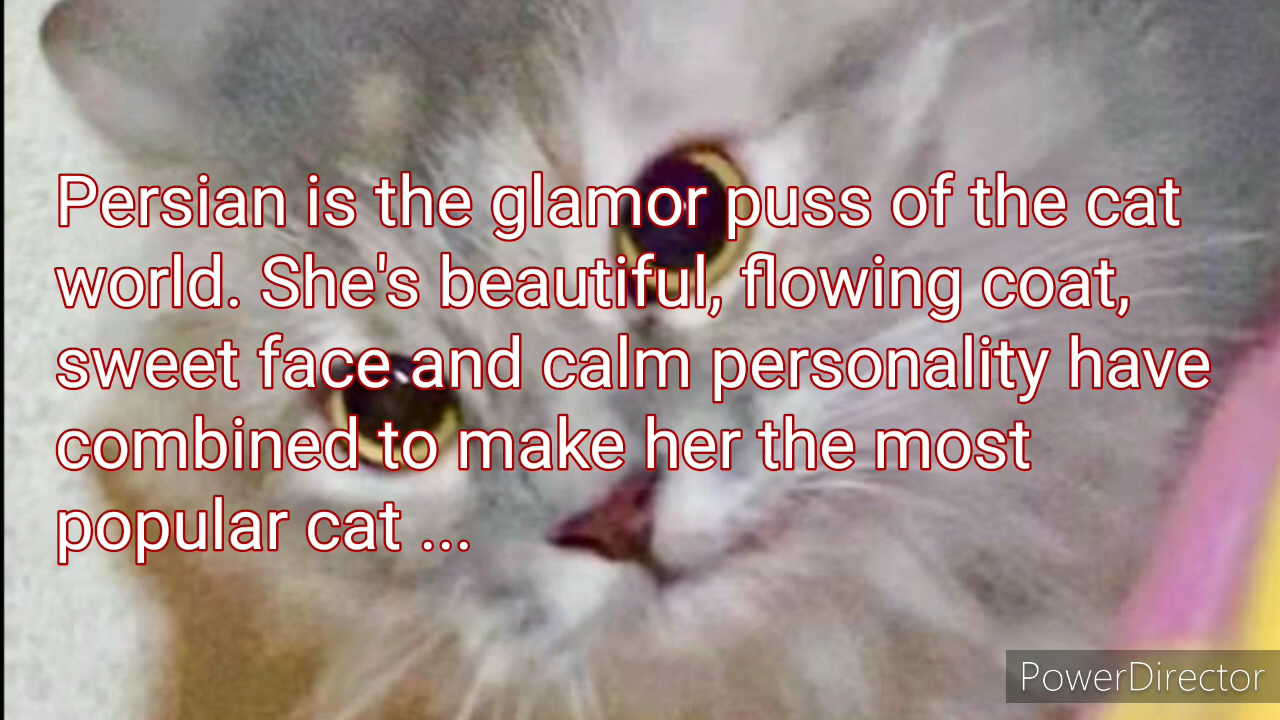 Persian is the glamor puss of the cat
world. She's beautiful, flowing coat,
sweet face and calm personality have
combined to make her the most
popular cat ...
PowerDirector